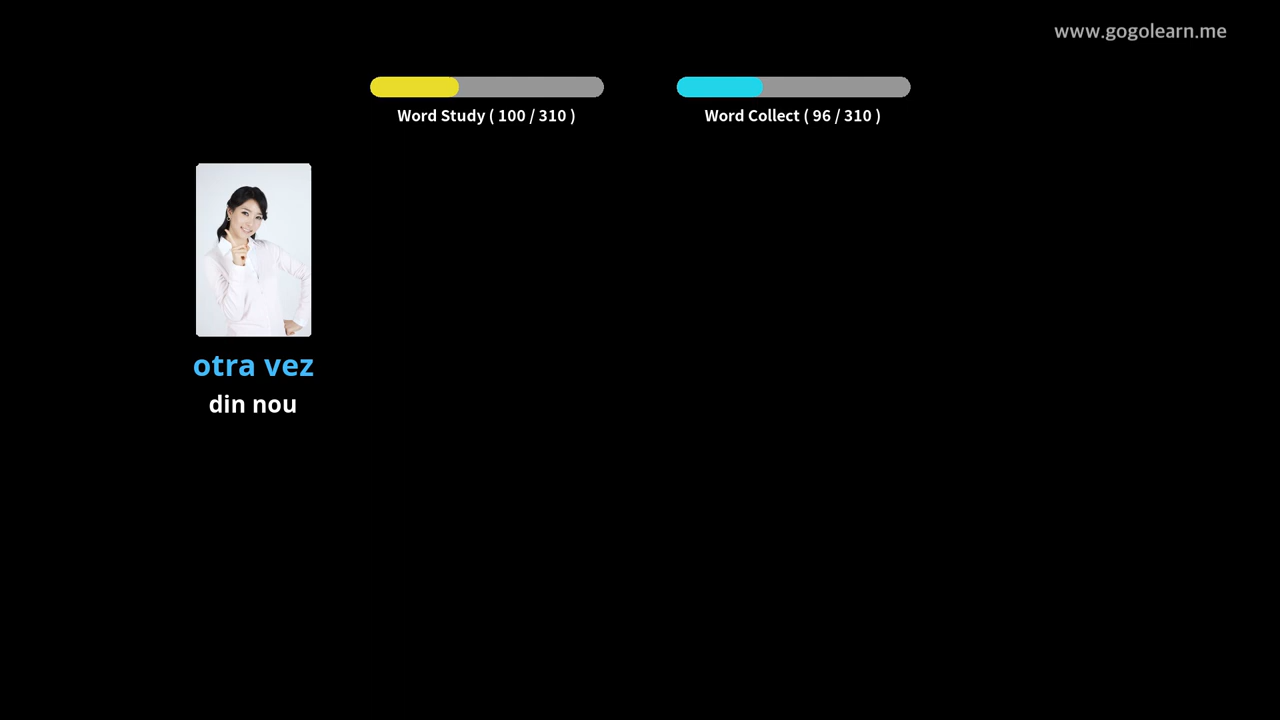 www.gogolearn.me
Word Study ( 100 / 310 )
Word Collect ( 96 / 310 )
otra vez
din nou